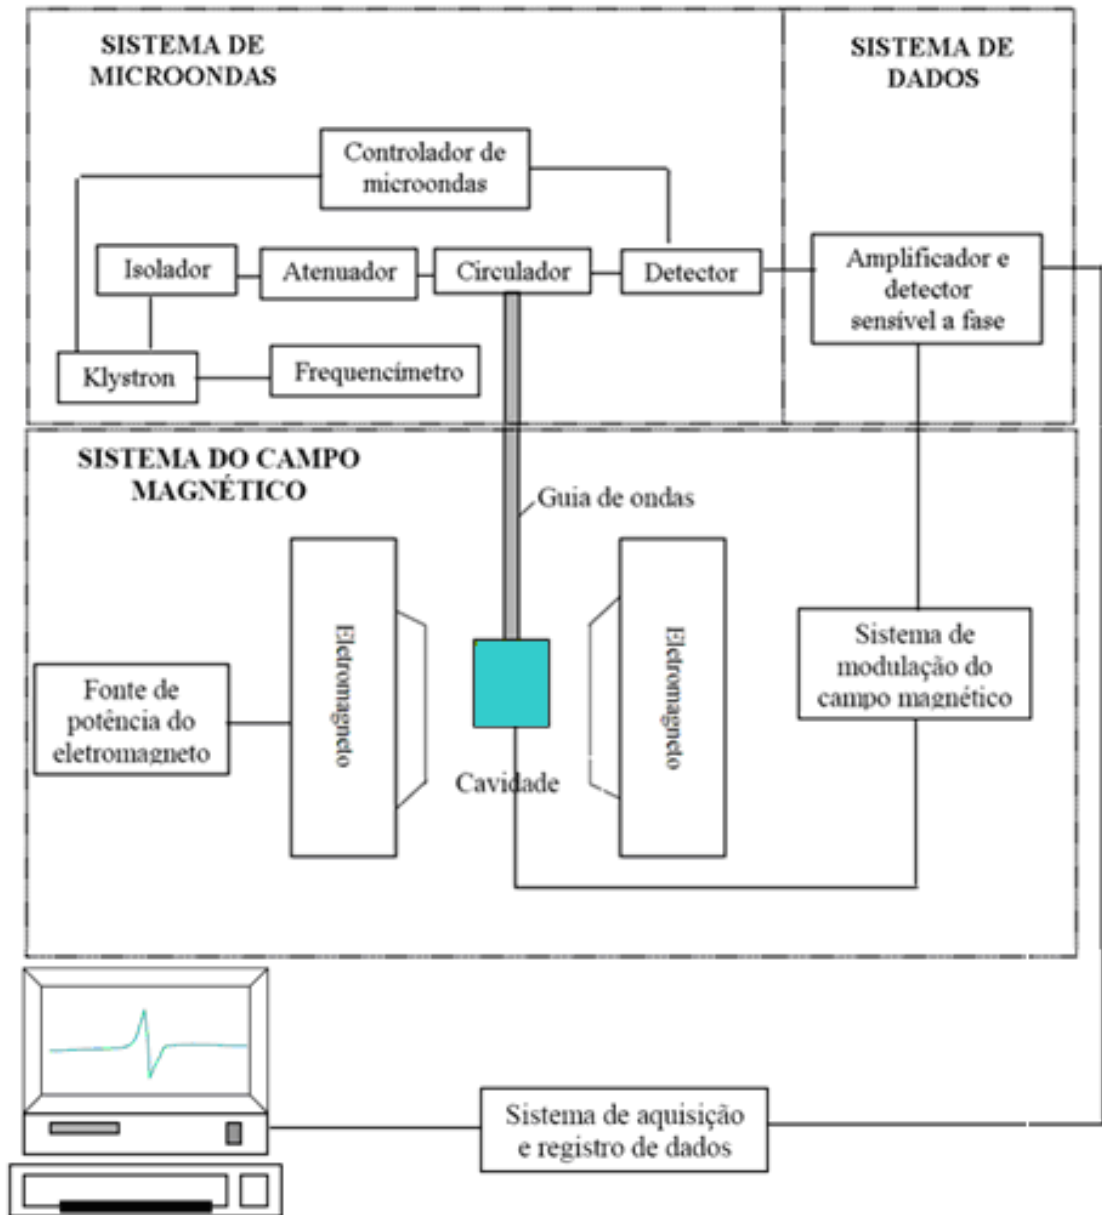 SISTEMA DE
MICROONDAS
SISTEMA DE
DADOS
Controlador de
microondas
Isolador
Atenuador
Circulador
Detector
Amplificador e
detector
sensível a fase
Klystron
Frequencímetro
SISTEMA DO CAMPO
MAGNÉTICO
Guia de ondas
Eletromagneto
Eletromagneto
Fonte de
potência do
eletromagneto
Cavidade
Sistema de
modulação do
campo magnético
Sistema de aquisição
e registro de dados